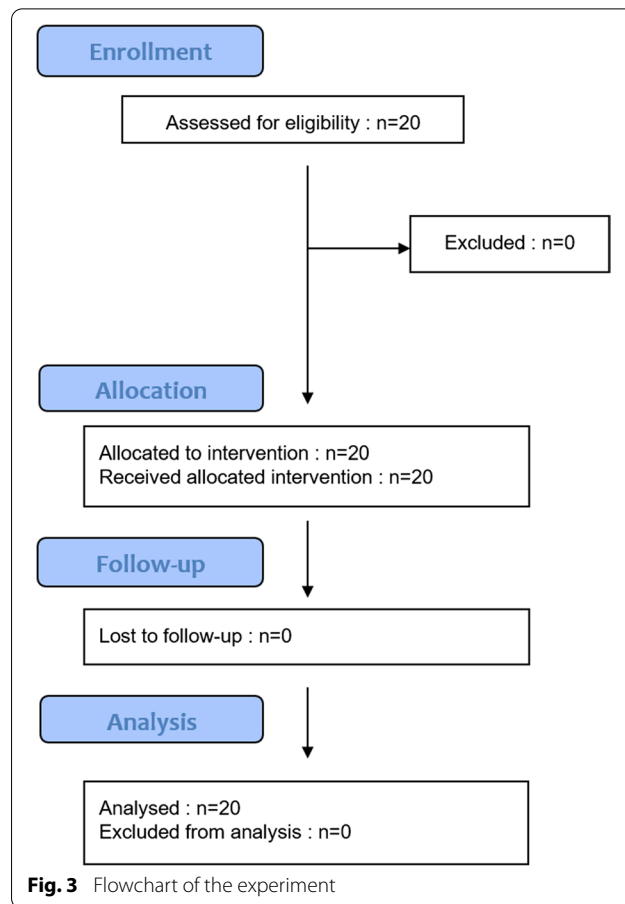 Enrollment
Assessed for eligibility : n=20
Excluded : n=0
Allocation
Allocated to intervention : n=20
Received allocated intervention : n=20
Follow-up
Lost to follow-up : n=0
Analysis
Analysed : n=20
Excluded from analysis : n=0
Fig. 3 Flowchart of the experiment